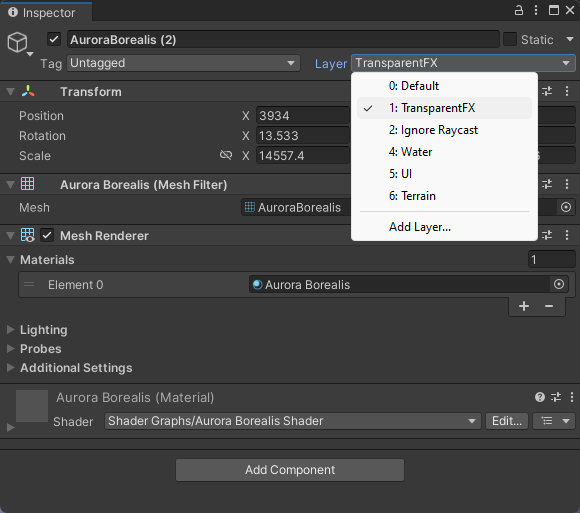 Inspector
AuroraBorealis (2)
Static
Tag Untagged
Layer TransparentFX
0: Default
1: TransparentFX
2: Ignore Raycast
4: Water
5: UI
6: Terrain
Add Layer...
Transform
Position X 3934
Rotation X 13.533
Scale X 14557.4
Aurora Borealis (Mesh Filter)
Mesh AuroraBorealis
Mesh Renderer
Materials 1
Element 0 Aurora Borealis
+ −
Lighting
Probes
Additional Settings
Aurora Borealis (Material)
Shader Shader Graphs/Aurora Borealis Shader Edit...
Add Component